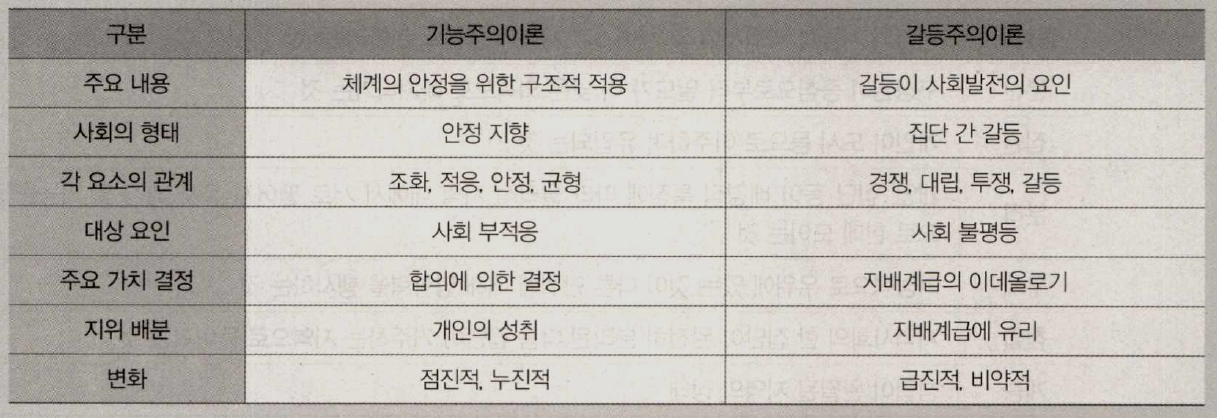 구분 기능주의이론 갈등주의이론
주요 내용 체계의 안정을 위한 구조적 적용 갈등이 사회발전의 요인
사회의 형태 안정 지향 집단 간 갈등
각 요소의 관계 조화, 적응, 안정, 균형 경쟁, 대립, 투쟁, 갈등
대상 요인 사회 부적응 사회 불평등
주요 가치 결정 합의에 의한 결정 지배계급의 이데올로기
지위 배분 개인의 성취 지배계급에 유리
변화 점진적, 누진적 급진적, 비약적